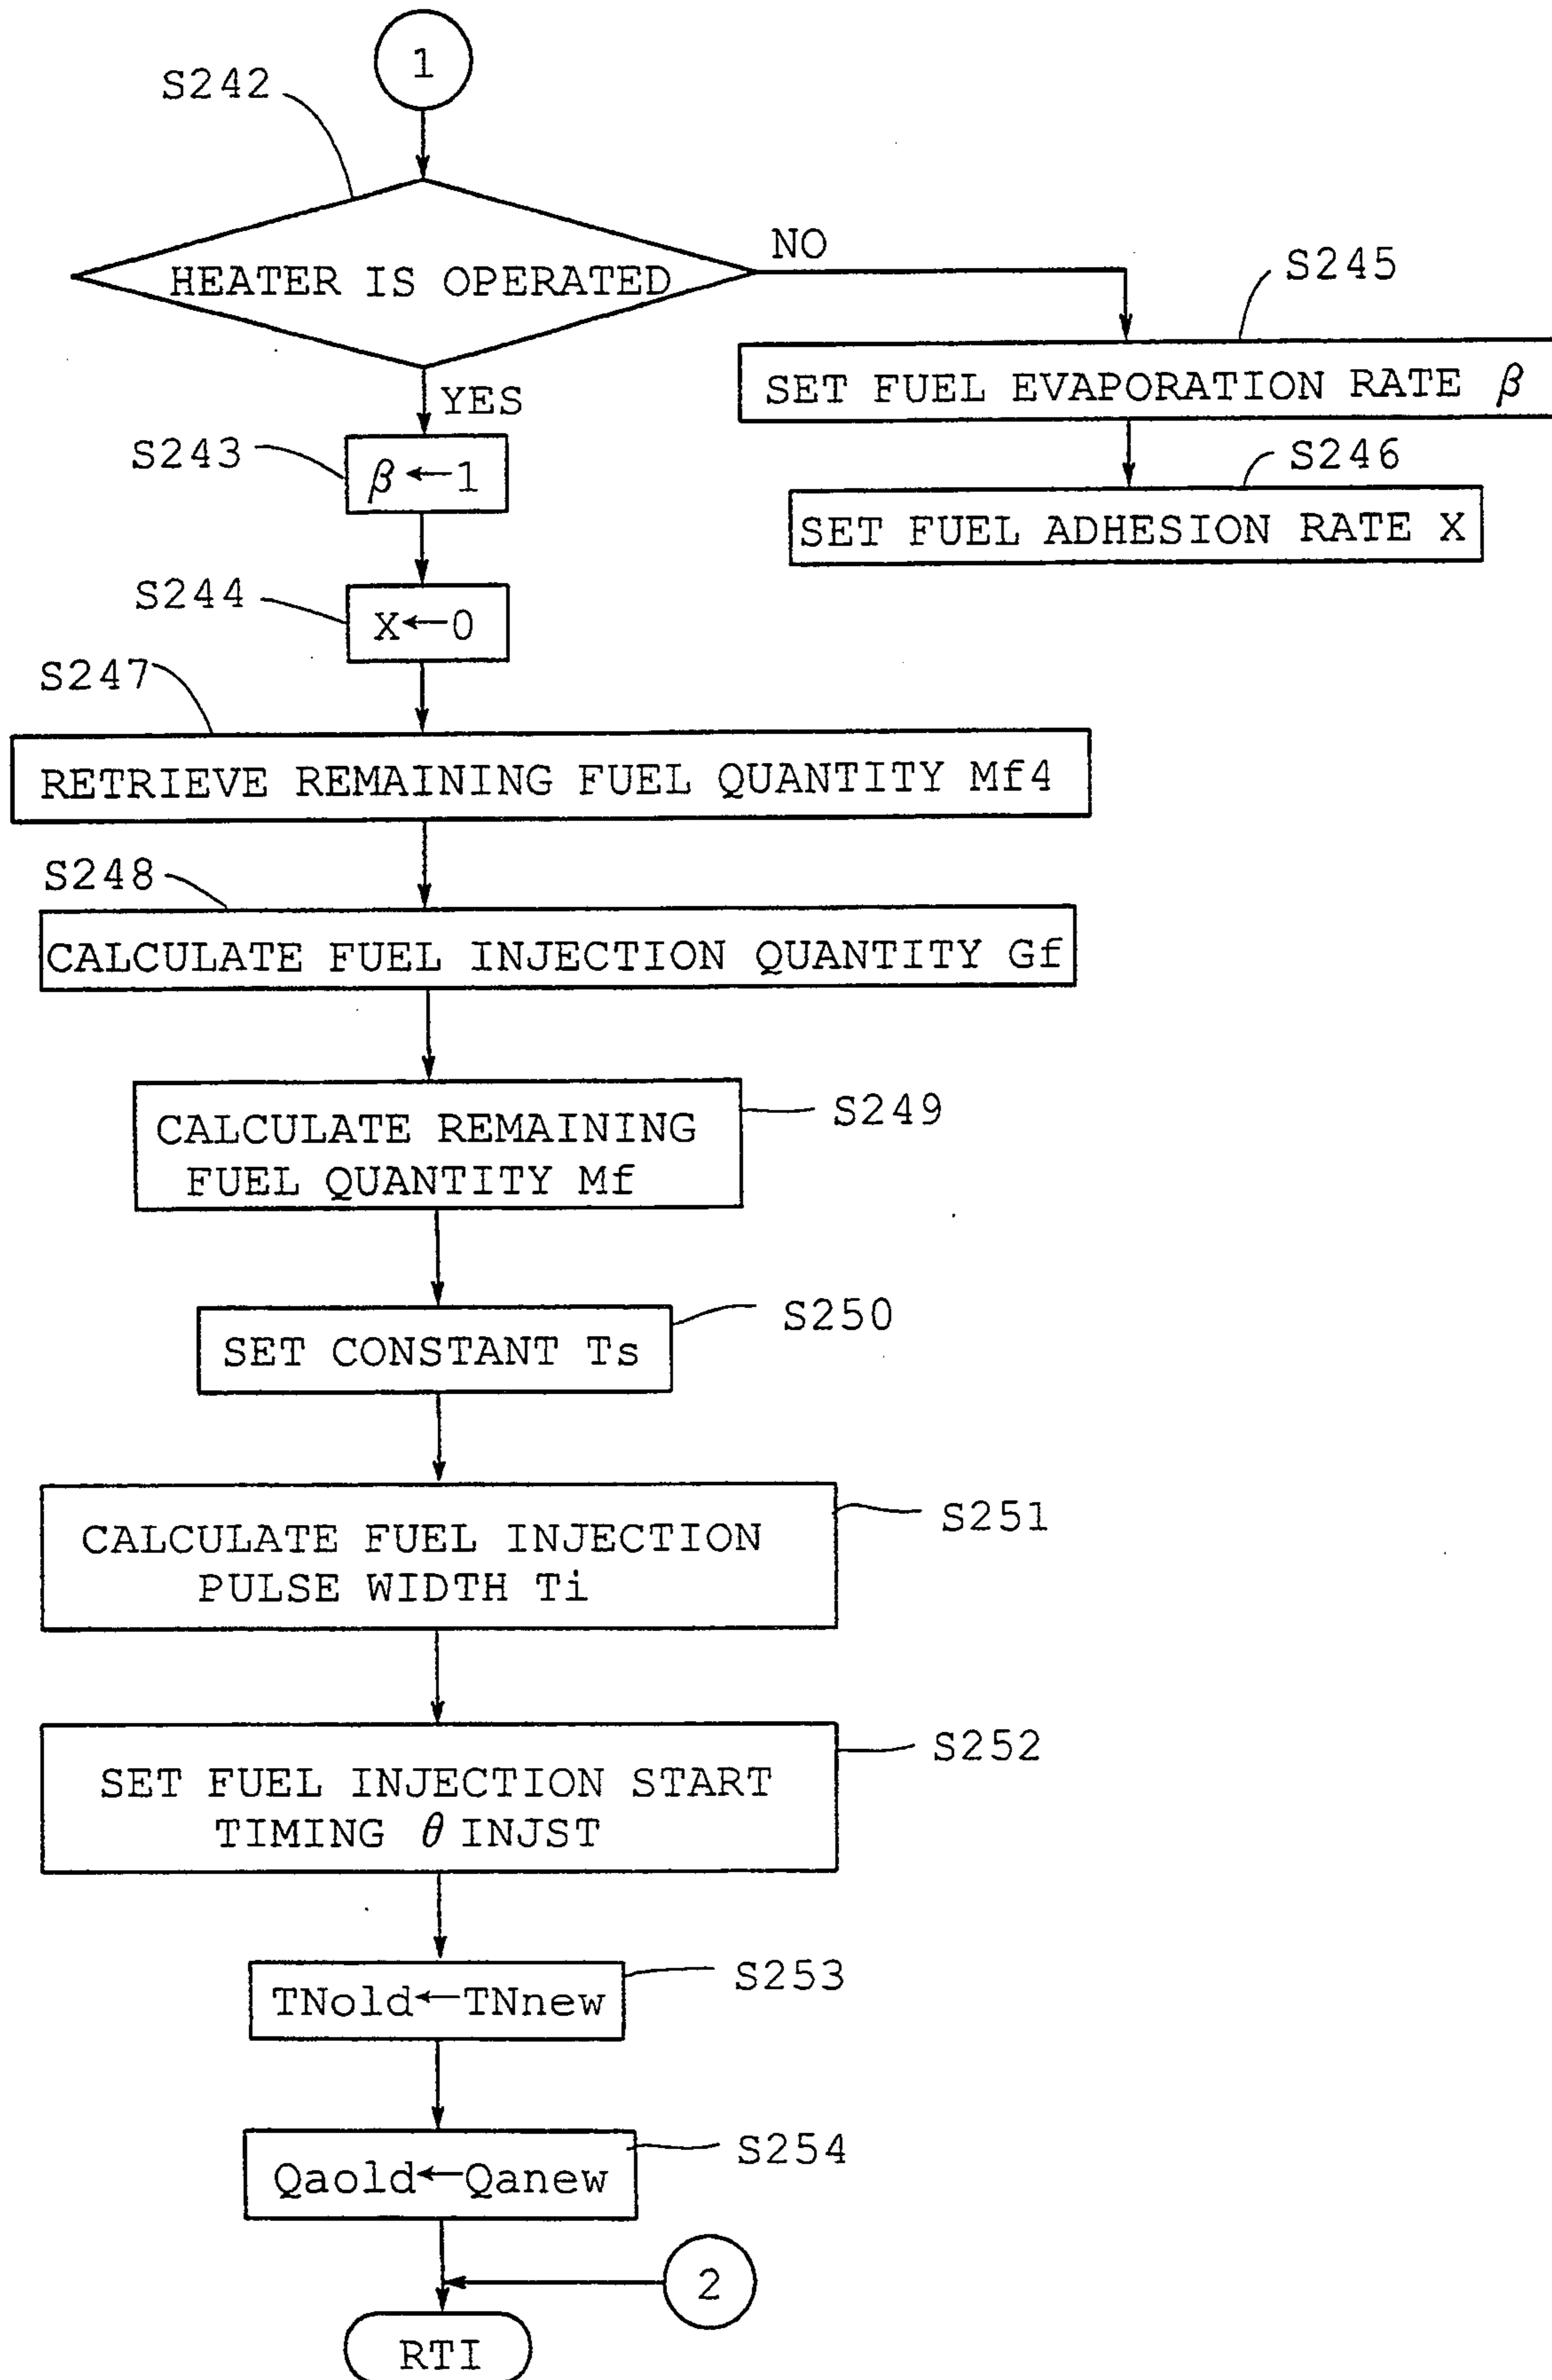 1
S242
HEATER IS OPERATED
NO
S245
SET FUEL EVAPORATION RATE β
YES
S243
β←1
S246
SET FUEL ADHESION RATE X
S244
X←0
S247
RETRIEVE REMAINING FUEL QUANTITY Mf4
S248
CALCULATE FUEL INJECTION QUANTITY Gf
S249
CALCULATE REMAINING
FUEL QUANTITY Mf
S250
SET CONSTANT Ts
S251
CALCULATE FUEL INJECTION
PULSE WIDTH Ti
S252
SET FUEL INJECTION START
TIMING θ INJST
S253
TNold←TNnew
S254
Qaold←Qanew
2
RTI